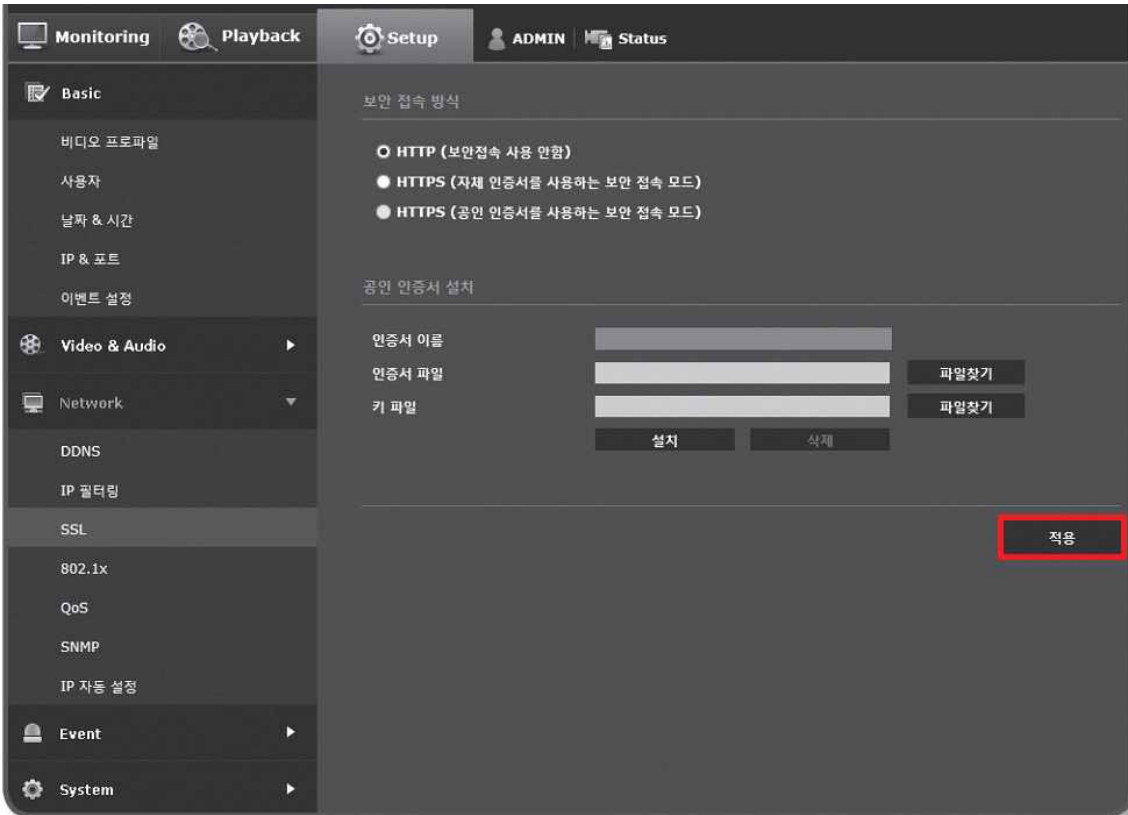 Monitoring Playback Setup ADMIN Status
Basic
비디오 프로파일
사용자
날짜 & 시간
IP & 포트
이벤트 설정
Video & Audio
Network
DDNS
IP 필터링
SSL
802.1x
QoS
SNMP
IP 자동 설정
Event
System
보안 접속 방식
HTTP (보안접속 사용 안함)
HTTPS (자체 인증서를 사용하는 보안 접속 모드)
HTTPS (공인 인증서를 사용하는 보안 접속 모드)
공인 인증서 설치
인증서 이름
인증서 파일 파일찾기
키 파일 파일찾기
설치 삭제
적용